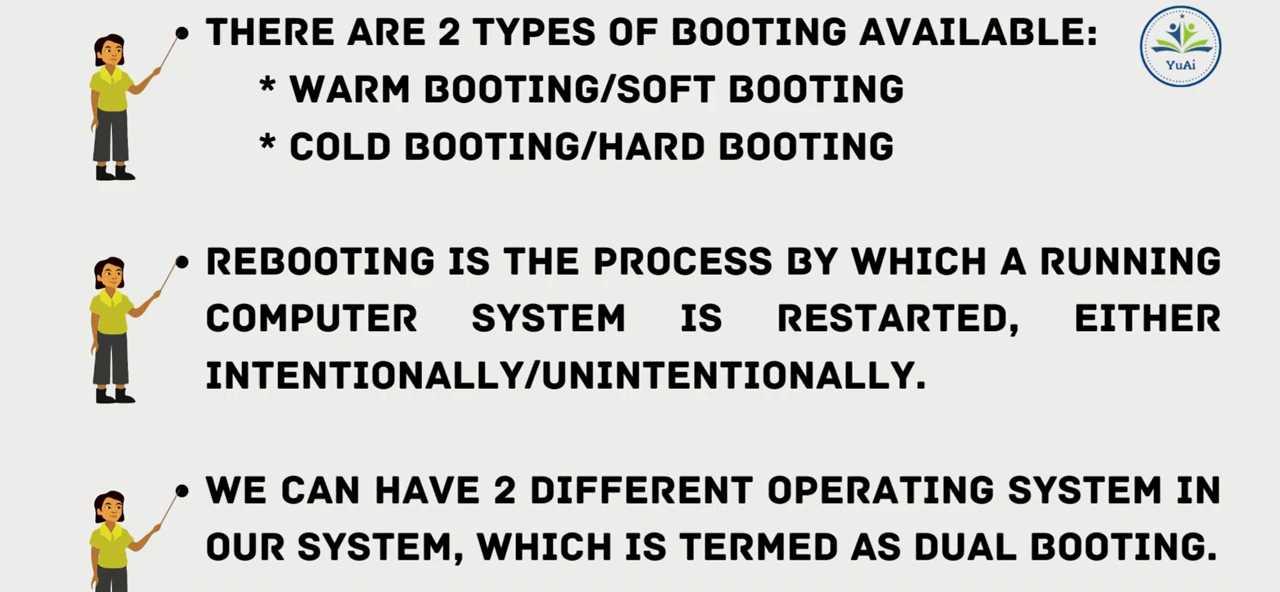 • THERE ARE 2 TYPES OF BOOTING AVAILABLE:
* WARM BOOTING/SOFT BOOTING
* COLD BOOTING/HARD BOOTING
YuAi
• REBOOTING IS THE PROCESS BY WHICH A RUNNING
COMPUTER SYSTEM IS RESTARTED, EITHER
INTENTIONALLY/UNINTENTIONALLY.
• WE CAN HAVE 2 DIFFERENT OPERATING SYSTEM IN
OUR SYSTEM, WHICH IS TERMED AS DUAL BOOTING.